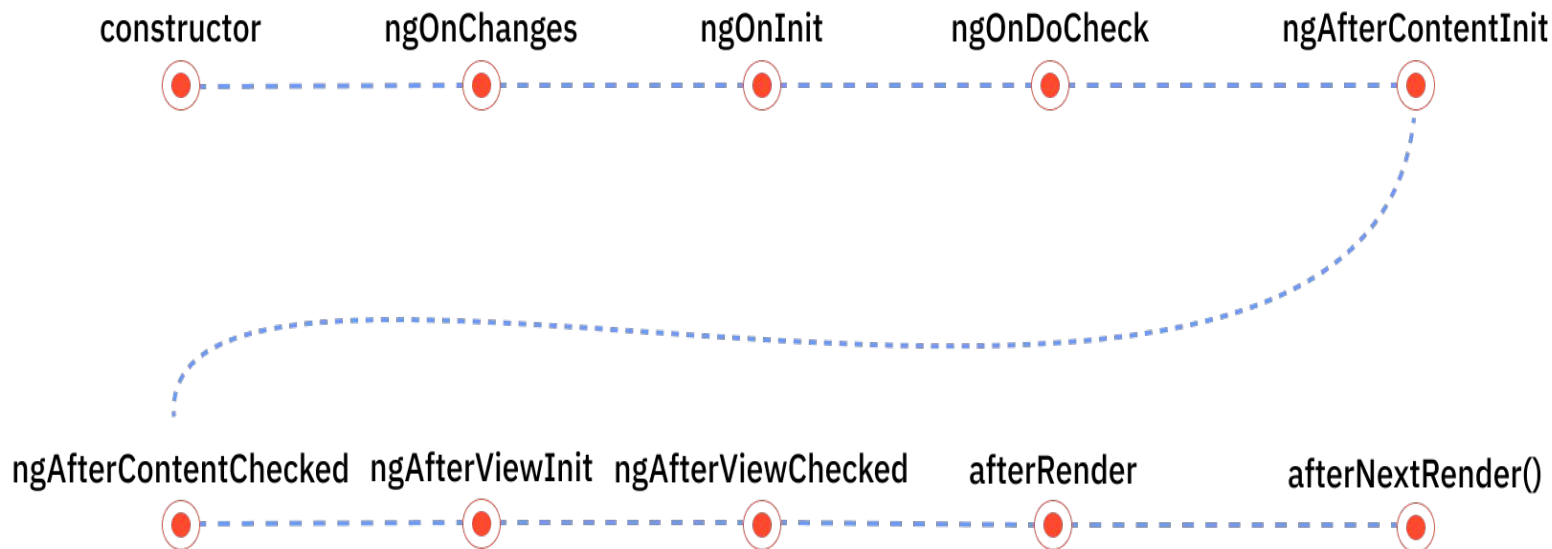 constructor
ngOnChanges
ngOnInit
ngOnDoCheck
ngAfterContentInit
ngAfterContentChecked
ngAfterViewInit
ngAfterViewChecked
afterRender
afterNextRender()